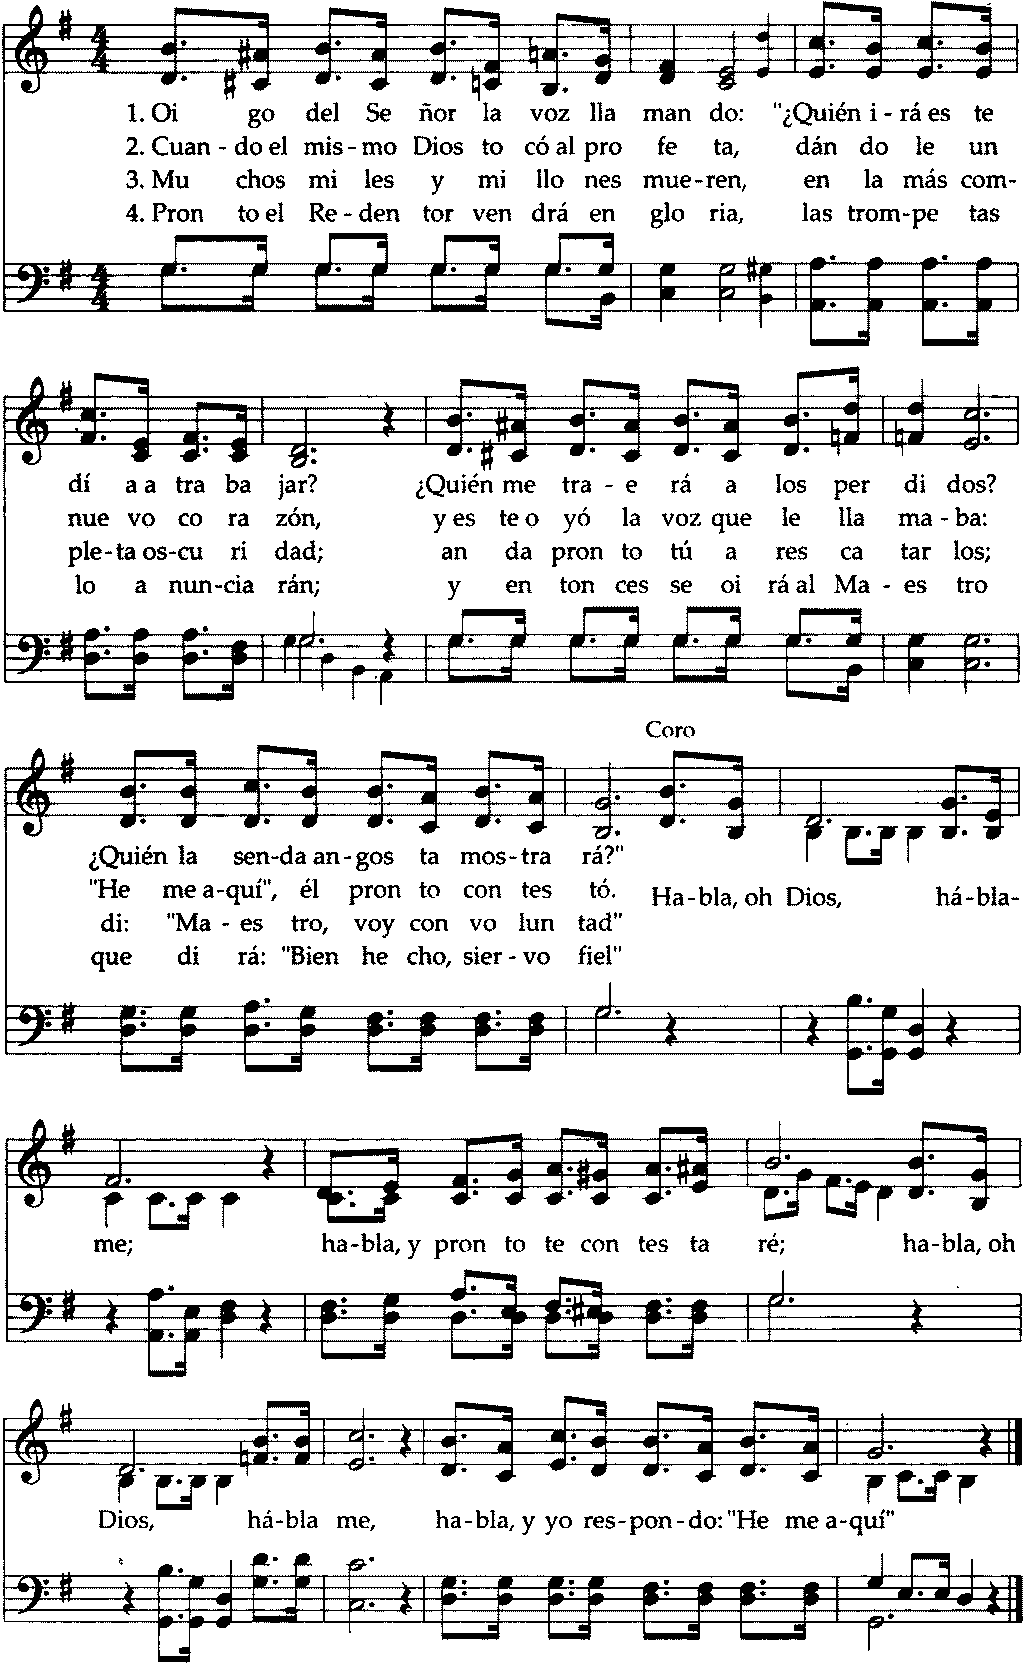 1. Oi go del Se ñor la voz lla man do: "¿Quién i - rá es te
2. Cuan - do el mis - mo Dios to có al pro fe ta, dán do le un
3. Mu chos mi les y mi llo nes mue - ren, en la más com-
4. Pron to el Re - den tor ven drá en glo ria, las trom - pe tas
dí a a tra ba jar? ¿Quién me tra - e rá a los per di dos?
nue vo co ra zón, y es te o yó la voz que le lla ma - ba:
ple - ta os - cu ri dad; an da pron to tú a res ca tar los;
lo a nun - cia rán; y en ton ces se oi rá al Ma - es tro
Coro
¿Quién la sen - da an - gos ta mos - tra rá?"
"He me a - quí", él pron to con tes tó. Ha - bla, oh Dios, há - bla-
di: "Ma - es tro, voy con vo lun tad"
que di rá: "Bien he cho, sier - vo fiel"
me; ha - bla, y pron to te con tes ta ré; ha - bla, oh
Dios, há - bla me, ha - bla, y yo res - pon - do: "He me a - quí"